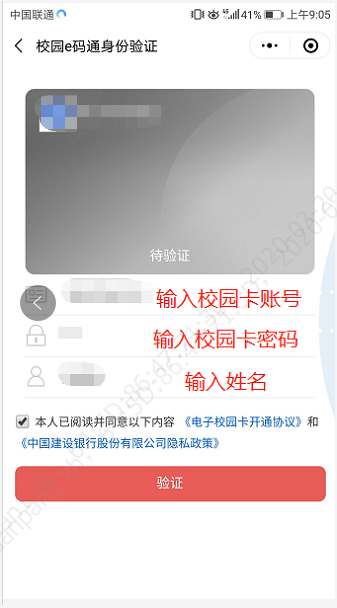 中国联通 41% 上午9:05
校园e码通身份验证
待验证
输入校园卡账号
输入校园卡密码
输入姓名
本人已阅读并同意以下内容 《电子校园卡开通协议》和
《中国建设银行股份有限公司隐私政策》
验证